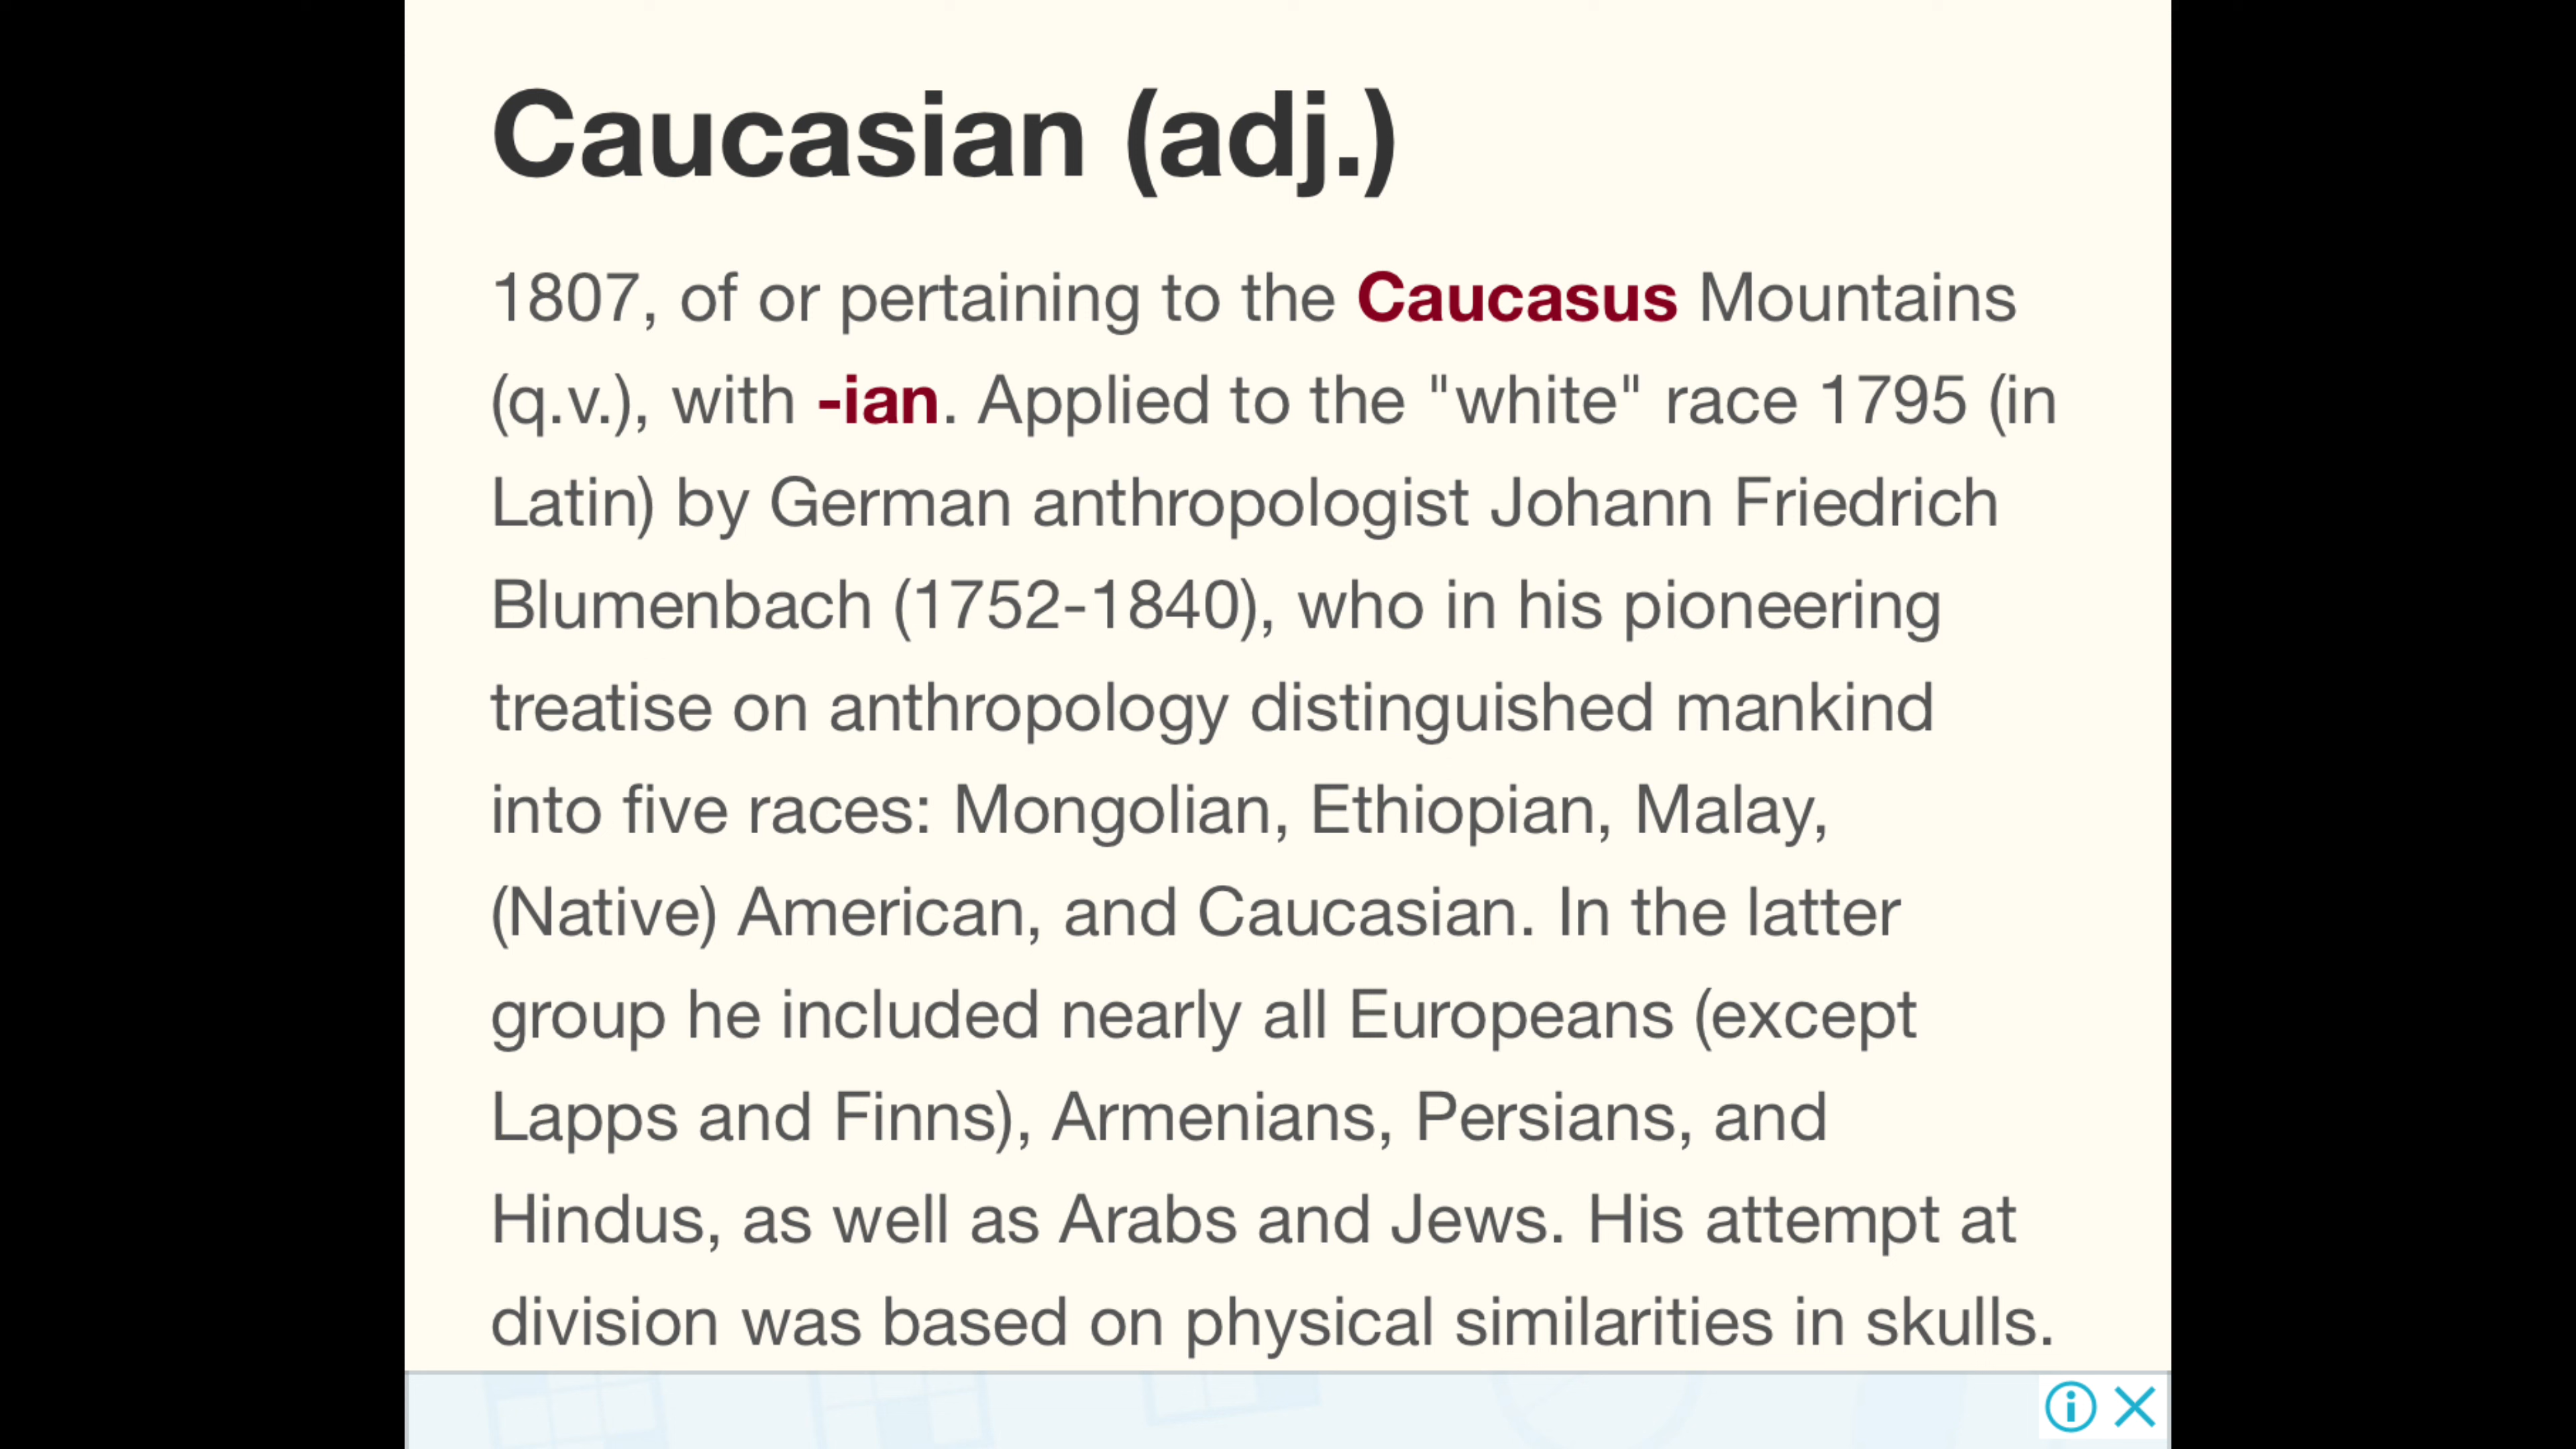 Caucasian (adj.)
1807, of or pertaining to the Caucasus Mountains
(q.v.), with -ian. Applied to the "white" race 1795 (in
Latin) by German anthropologist Johann Friedrich
Blumenbach (1752-1840), who in his pioneering
treatise on anthropology distinguished mankind
into five races: Mongolian, Ethiopian, Malay,
(Native) American, and Caucasian. In the latter
group he included nearly all Europeans (except
Lapps and Finns), Armenians, Persians, and
Hindus, as well as Arabs and Jews. His attempt at
division was based on physical similarities in skulls.